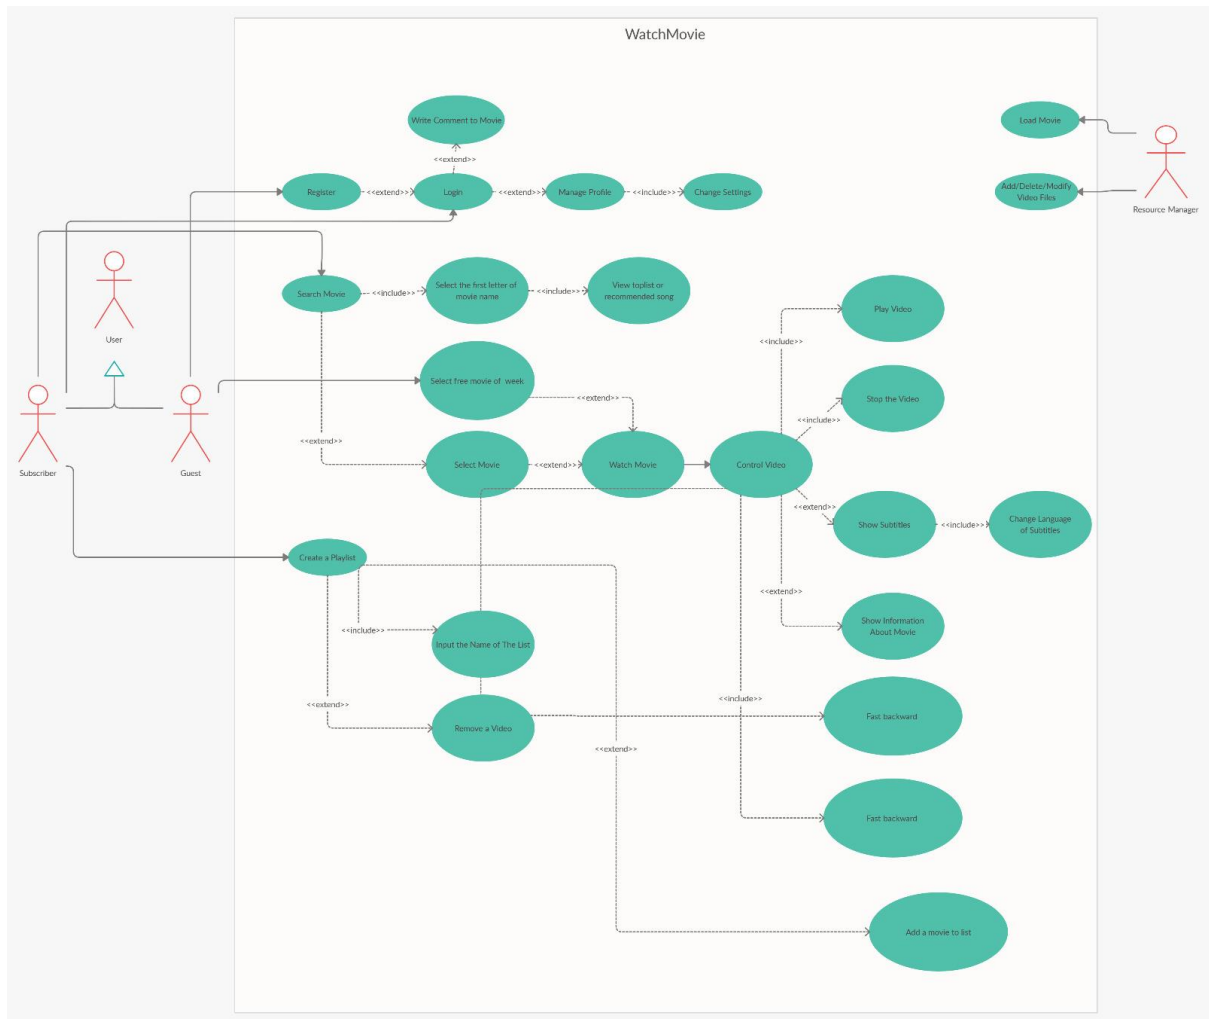 WatchMovie
Write Comment to Movie
Load Movie
<<extend>>
Register
<<extend>>
Login
<<extend>>
Manage Profile
<<include>>
Change Settings
Add/Delete/Modify
Video Files
Resource Manager
Search Movie
<<include>>
Select the first letter of
movie name
<<include>>
View toplist or
recommended song
Play Video
User
<<include>>
Select free movie of week
<<extend>>
Stop the Video
<<include>>
Subscriber
Guest
<<extend>>
Select Movie
<<extend>>
Watch Movie
Control Video
<<extend>>
Show Subtitles
<<include>>
Change Language
of Subtitles
Create a Playlist
<<extend>>
Show Information
About Movie
<<include>>
Input the Name of The List
<<include>>
<<extend>>
Remove a Video
Fast backward
<<extend>>
Fast backward
Add a movie to list